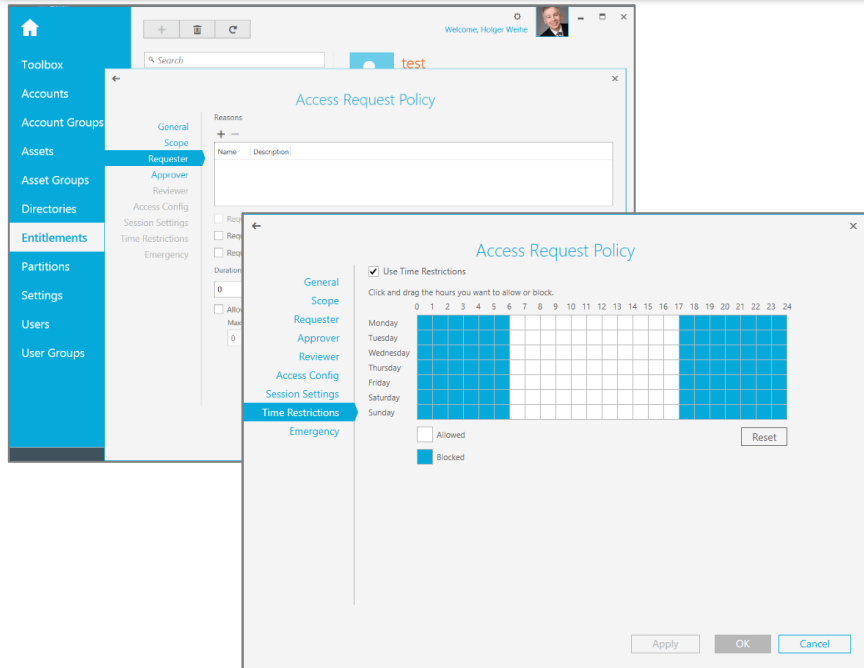 Welcome, Holger Weihe
Toolbox
Accounts
Account Groups
Assets
Asset Groups
Directories
Entitlements
Partitions
Settings
Users
User Groups
Search
test
Access Request Policy
General
Scope
Requester
Approver
Reviewer
Access Config
Session Settings
Time Restrictions
Emergency
Reasons
Name Description
Duration
0
0
Access Request Policy
General
Scope
Requester
Approver
Reviewer
Access Config
Session Settings
Time Restrictions
Emergency
Use Time Restrictions
Click and drag the hours you want to allow or block.
0 1 2 3 4 5 6 7 8 9 10 11 12 13 14 15 16 17 18 19 20 21 22 23 24
Monday
Tuesday
Wednesday
Thursday
Friday
Saturday
Sunday
Allowed
Blocked
Reset
Apply OK Cancel